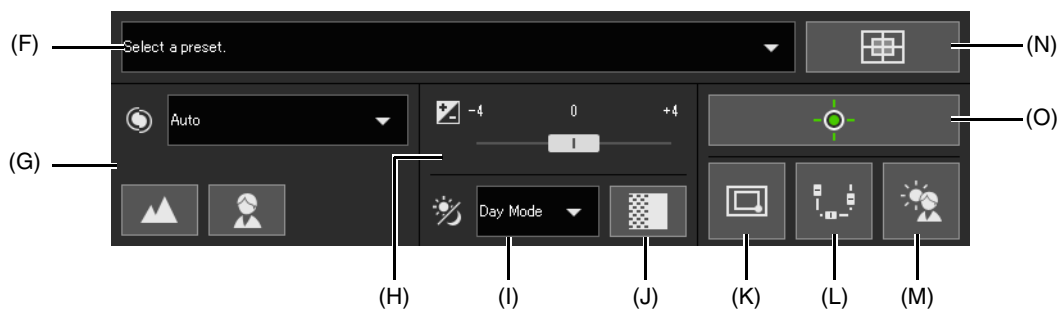 (F) Select a preset. (N)
-4 0 +4
Auto (O)
(G)
Day Mode
(H) (I) (J) (K) (L) (M)